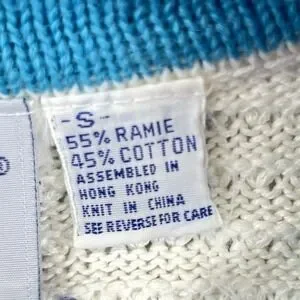 -S-
55% RAMIE
45% COTTON
ASSEMBLED IN
HONG KONG
KNIT IN CHINA
SEE REVERSE FOR CARE
®